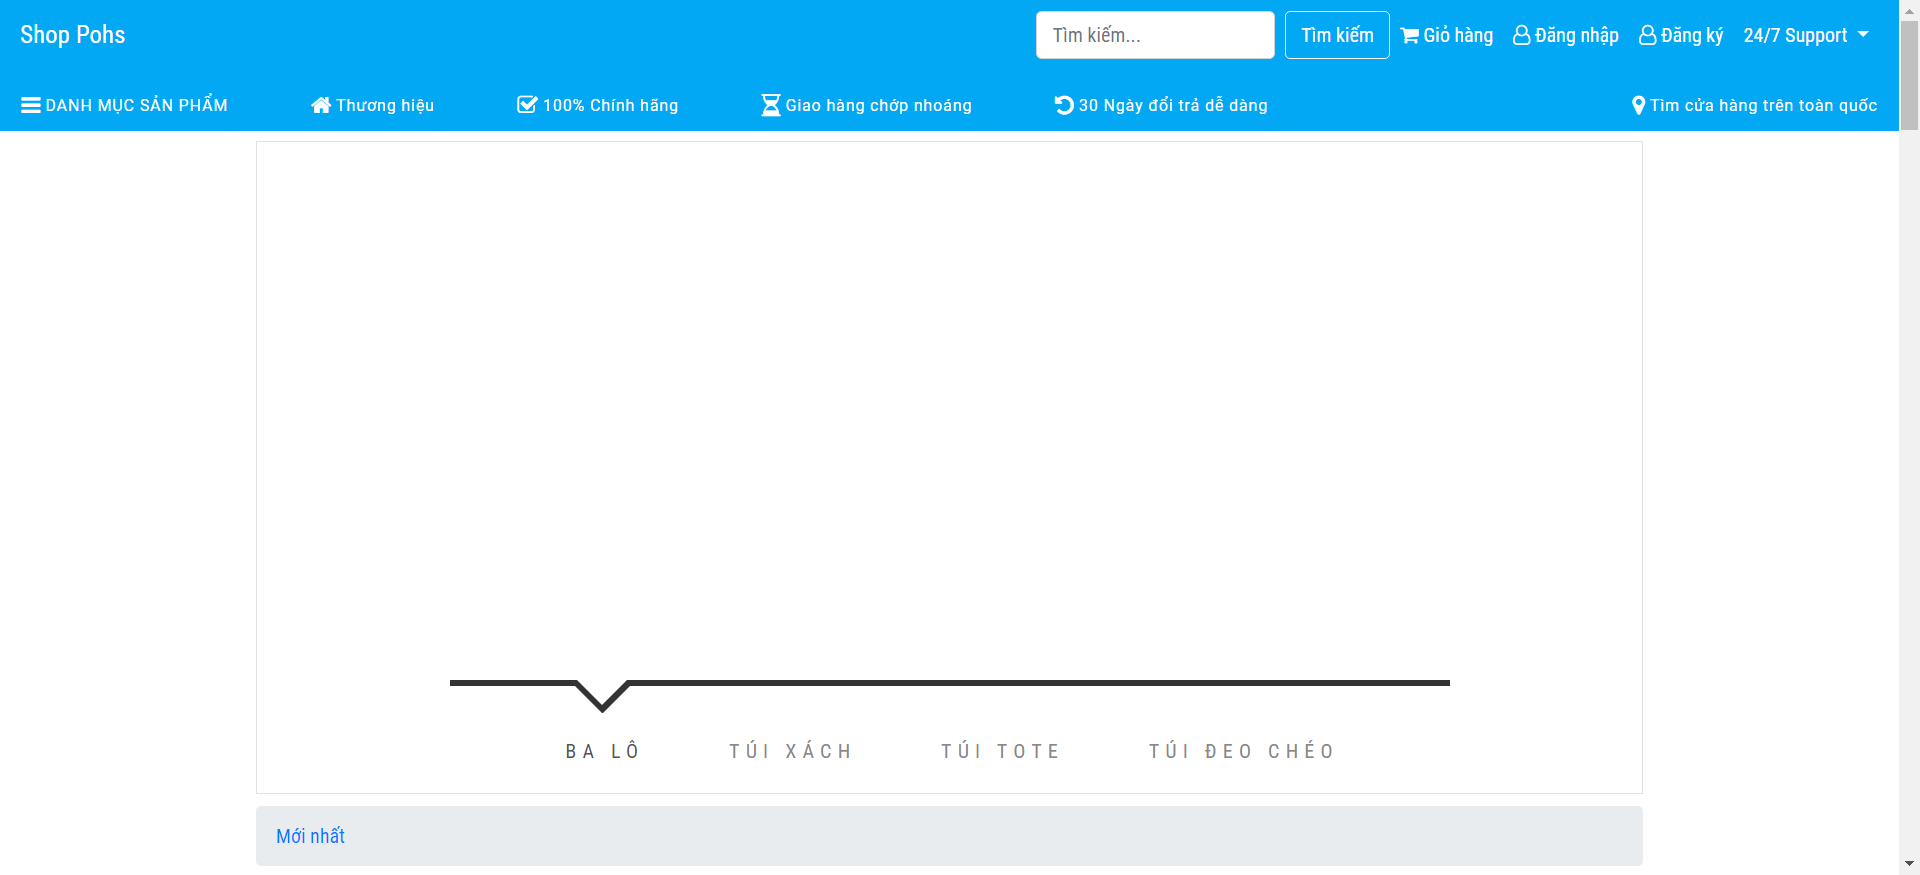 Shop Pohs
Tìm kiếm...
Tìm kiếm
Giỏ hàng
Đăng nhập
Đăng ký
24/7 Support
DANH MỤC SẢN PHẨM
Thương hiệu
100% Chính hãng
Giao hàng chớp nhoáng
30 Ngày đổi trả dễ dàng
Tìm cửa hàng trên toàn quốc
BA LÔ
TÚI XÁCH
TÚI TOTE
TÚI ĐEO CHÉO
Mới nhất